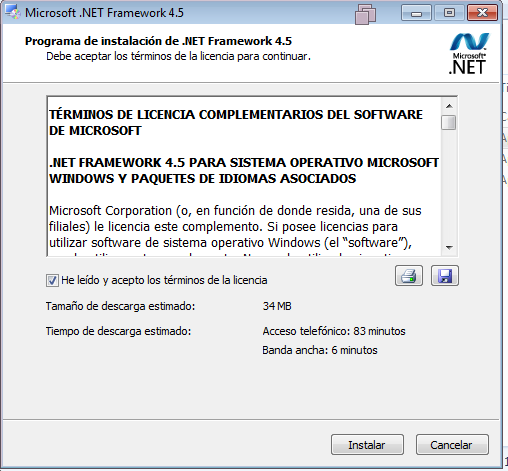 Microsoft .NET Framework 4.5
Programa de instalación de .NET Framework 4.5
Debe aceptar los términos de la licencia para continuar.
Microsoft®
.NET
TÉRMINOS DE LICENCIA COMPLEMENTARIOS DEL SOFTWARE
DE MICROSOFT
.NET FRAMEWORK 4.5 PARA SISTEMA OPERATIVO MICROSOFT
WINDOWS Y PAQUETES DE IDIOMAS ASOCIADOS
Microsoft Corporation (o, en función de donde resida, una de sus
filiales) le licencia este complemento. Si posee licencias para
utilizar software de sistema operativo Windows (el “software”),
He leído y acepto los términos de la licencia
Tamaño de descarga estimado: 34 MB
Tiempo de descarga estimado: Acceso telefónico: 83 minutos
Banda ancha: 6 minutos
Instalar Cancelar